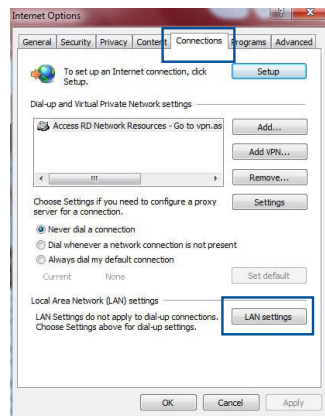 Internet Options
General Security Privacy Content Connections Programs Advanced
To set up an Internet connection, click
Setup.
Setup
Dial-up and Virtual Private Network settings
Access RD Network Resources - Go to vpn.as
Add...
Add VPN...
Remove...
Choose Settings if you need to configure a proxy
server for a connection.
Settings
Never dial a connection
Dial whenever a network connection is not present
Always dial my default connection
Current None
Set default
Local Area Network (LAN) settings
LAN Settings do not apply to dial-up connections.
Choose Settings above for dial-up settings.
LAN settings
OK Cancel Apply